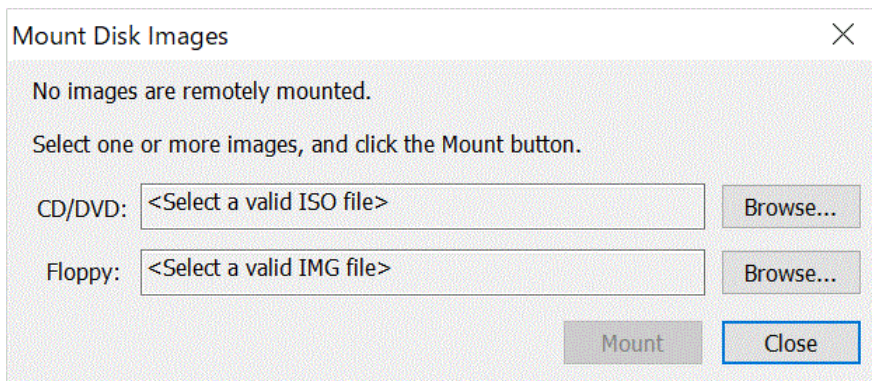 Mount Disk Images
No images are remotely mounted.
Select one or more images, and click the Mount button.
CD/DVD: <Select a valid ISO file> Browse...
Floppy: <Select a valid IMG file> Browse...
Mount Close